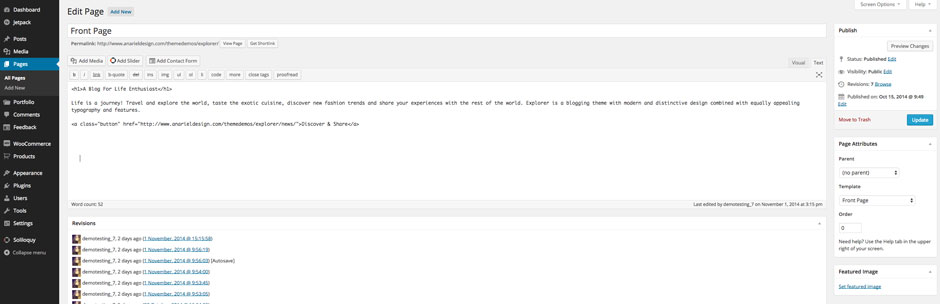 Dashboard
Jetpack
Posts
Media
Pages
All Pages
Add New
Portfolio
Comments
Feedback
WooCommerce
Products
Appearance
Plugins
Users
Tools
Settings
Soliloquy
Collapse menu
Screen Options
Help
Edit Page Add New
Front Page
Permalink: http://www.anarieldesign.com/themedemos/explorer/ View Page Get Shortlink
Add Media Add Slider Add Contact Form
Visual Text
b i link b-quote del ins img ul ol li code more close tags proofread
<h1>A Blog For Life Enthusiast</h1>
Life is a journey! Travel and explore the world, taste the exotic cuisine, discover new fashion trends and share your experiences with the rest of the world. Explorer is a blogging theme with modern and distinctive design combined with equally appealing
typography and features.
<a class="button" href="http://www.anarieldesign.com/themedemos/explorer/news/">Discover & Share</a>
Word count: 52
Last edited by demotesting_7 on November 1, 2014 at 3:15 pm
Revisions
demotesting_7, 2 days ago (1 November, 2014 @ 15:15:58)
demotesting_7, 2 days ago (1 November, 2014 @ 9:56:19)
demotesting_7, 2 days ago (1 November, 2014 @ 9:56:03) [Autosave]
demotesting_7, 2 days ago (1 November, 2014 @ 9:54:00)
demotesting_7, 2 days ago (1 November, 2014 @ 9:53:45)
demotesting_7, 2 days ago (1 November, 2014 @ 9:53:05)
Publish
Preview Changes
Status: Published Edit
Visibility: Public Edit
Revisions: 7 Browse
Published on: Oct 15, 2014 @ 9:49
Edit
Move to Trash
Update
Page Attributes
Parent
(no parent)
Template
Front Page
Order
0
Need help? Use the Help tab in the upper
right of your screen.
Featured Image
Set featured image